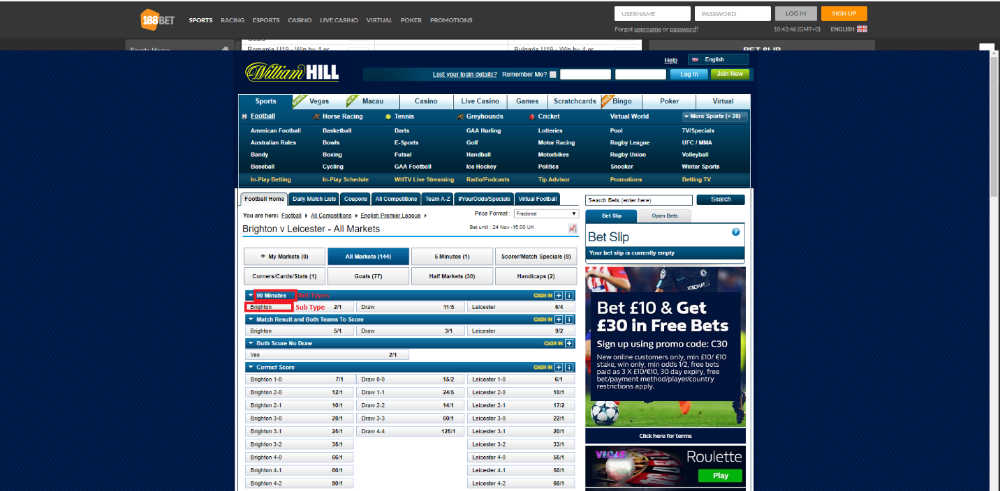 188BET SPORTS RACING ESPORTS CASINO LIVE CASINO VIRTUAL POKER PROMOTIONS
USERNAME PASSWORD LOG IN SIGN UP
Forgot username or password? 10:43:46 (GMT+0) ENGLISH
Sports Home
Goals
Romania U19 - Win by 4 or Bulgaria U19 - Win by 4 or
BET SLIP
William HILL
Help English
Lost your login details? Remember Me? Log In Join Now
Sports Vegas Macau Casino Live Casino Games Scratchcards Bingo Poker Virtual
Football Horse Racing Tennis Greyhounds Cricket Virtual World More Sports (+ 28)
American Football Basketball Darts GAA Hurling Lotteries Pool TV/Specials
Australian Rules Bowls E-Sports Golf Motor Racing Rugby League UFC / MMA
Bandy Boxing Futsal Handball Motorbikes Rugby Union Volleyball
Baseball Cycling GAA Football Ice Hockey Politics Snooker Winter Sports
In-Play Betting In-Play Schedule WHTV Live Streaming Radio/Podcasts Tip Advisor Promotions Betting TV
Football Home Daily Match Lists Coupons All Competitions Team A-Z #YourOdds/Specials Virtual Football
Search Bets (enter here) Search
You are here: Football All Competitions English Premier League
Price Format : Fractional
Bet Slip Open Bets
Brighton v Leicester - All Markets
Bet until : 24 Nov -15:00 UK
Bet Slip ?
Your bet slip is currently empty
+ My Markets (0) All Markets (144) 5 Minutes (1) Scorer/Match Specials (8)
Corners/Cards/Stats (1) Goals (77) Half Markets (30) Handicaps (2)
90 Minutes Bet Types CASH IN + i
Brighton Sub Type 2/1 Draw 11/5 Leicester 6/4
Match Result and Both Teams To Score CASH IN + i
Brighton 5/1 Draw 3/1 Leicester 9/2
Both Score No Draw CASH IN +
Yes 2/1
Correct Score CASH IN + i
Brighton 1-0 7/1 Draw 0-0 15/2 Leicester 1-0 6/1
Brighton 2-0 12/1 Draw 1-1 24/5 Leicester 2-0 10/1
Brighton 2-1 10/1 Draw 2-2 14/1 Leicester 2-1 17/2
Brighton 3-0 28/1 Draw 3-3 60/1 Leicester 3-0 22/1
Brighton 3-1 25/1 Draw 4-4 125/1 Leicester 3-1 20/1
Brighton 3-2 35/1 Leicester 3-2 33/1
Brighton 4-0 66/1 Leicester 4-0 55/1
Brighton 4-1 60/1 Leicester 4-1 50/1
Brighton 4-2 80/1 Leicester 4-2 66/1
Bet £10 & Get
£30 in Free Bets
Sign up using promo code: C30
New online customers only, min £10/ €10
stake, win only, min odds 1/2, free bets
paid as 3 X £10/€10, 30 day expiry, free
bet/payment method/player/country
restrictions apply.
Click here for terms
VEGAS Roulette
Play